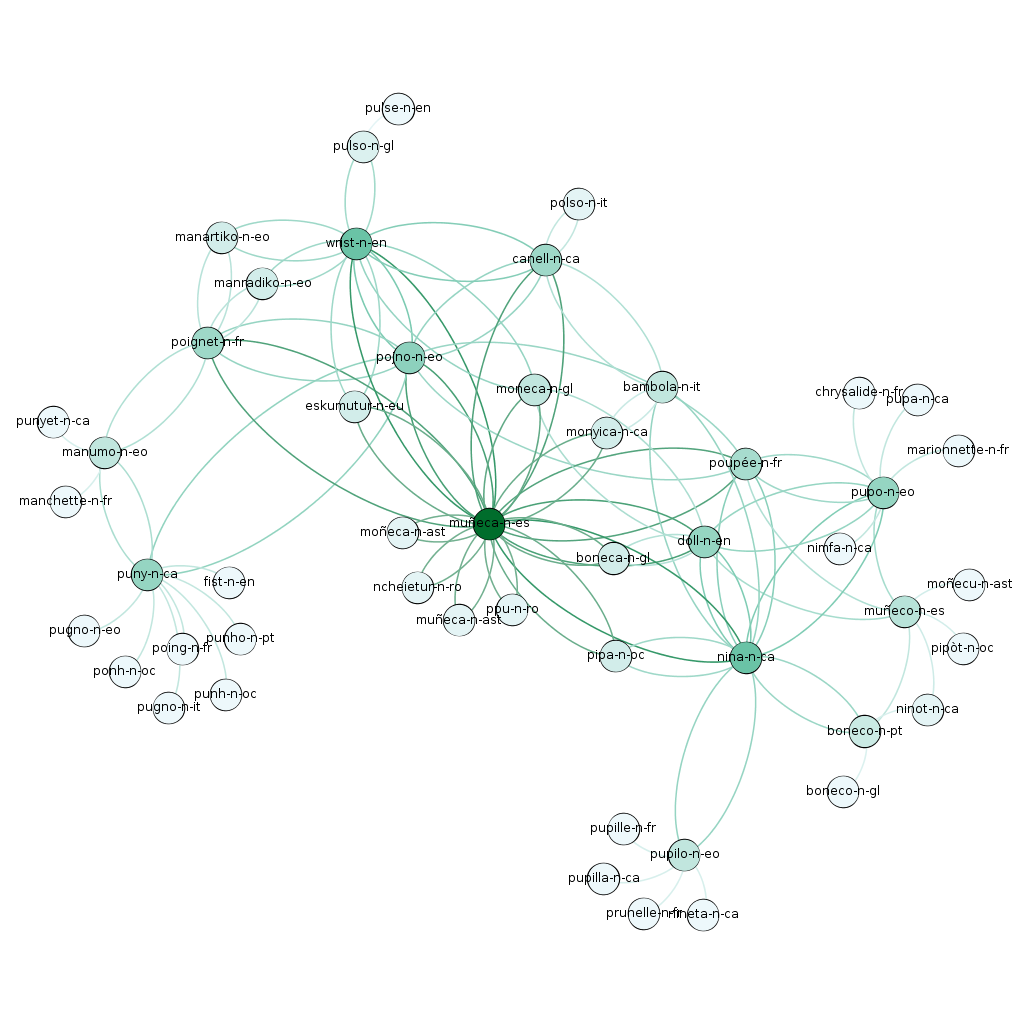 pulse-n-en
pulso-n-gl
polso-n-it
manartiko-n-eo
wrist-n-en
canell-n-ca
manradiko-n-eo
poignet-n-fr
pojno-n-eo
moneca-n-gl
bambola-n-it
chrysalide-n-fr
pupa-n-ca
eskumutur-n-eu
punyet-n-ca
monyica-n-ca
manumo-n-eo
marionnette-n-fr
poupée-n-fr
pupo-n-eo
manchette-n-fr
muñeca-n-es
moñeca-n-ast
doll-n-en
nimfa-n-ca
boneca-n-gl
puny-n-ca
fist-n-en
ncheietur-n-ro
moñecu-n-ast
ppu-n-ro
muñeco-n-es
muñeca-n-ast
pugno-n-eo
punho-n-pt
poing-n-fr
pipòt-n-oc
pipa-n-oc
nina-n-ca
ponh-n-oc
punh-n-oc
pugno-n-it
ninot-n-ca
boneco-n-pt
boneco-n-gl
pupille-n-fr
pupilo-n-eo
pupilla-n-ca
prunelle-n-fr
nineta-n-ca